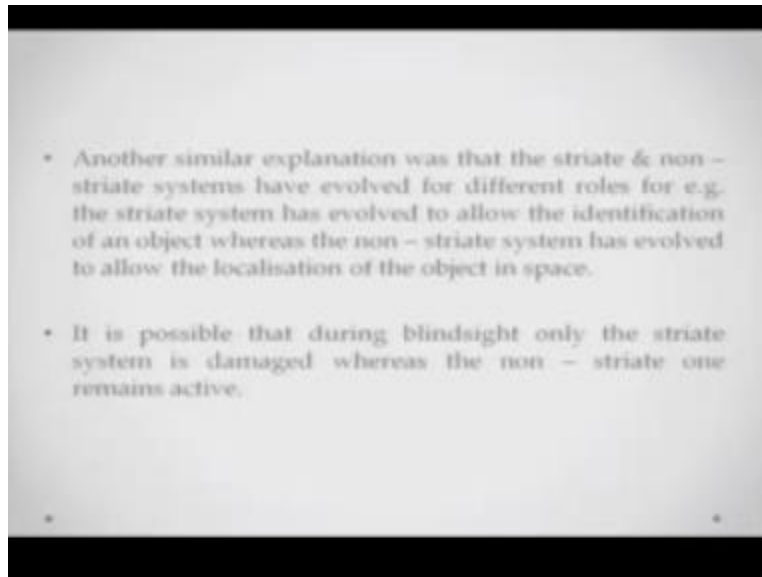 • Another similar explanation was that the striate & non –
striate systems have evolved for different roles for e.g.
the striate system has evolved to allow the identification
of an object whereas the non – striate system has evolved
to allow the localisation of the object in space.
• It is possible that during blindsight only the striate
system is damaged whereas the non – striate one
remains active.